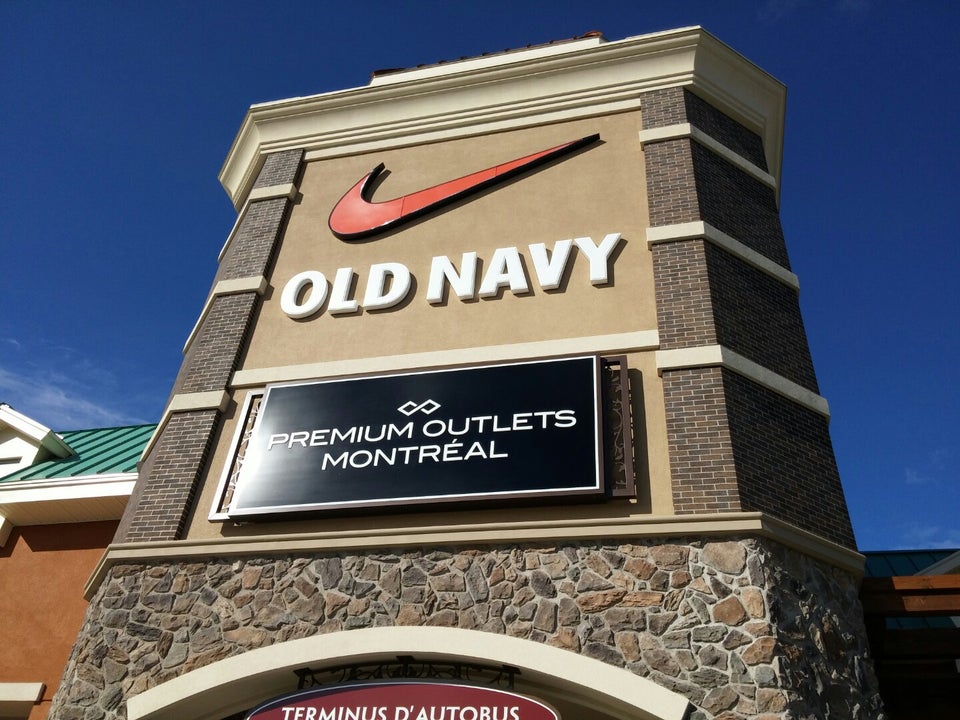 OLD NAVY
PREMIUM OUTLETS
MONTRÉAL
TERMINUS D'AUTOBUS